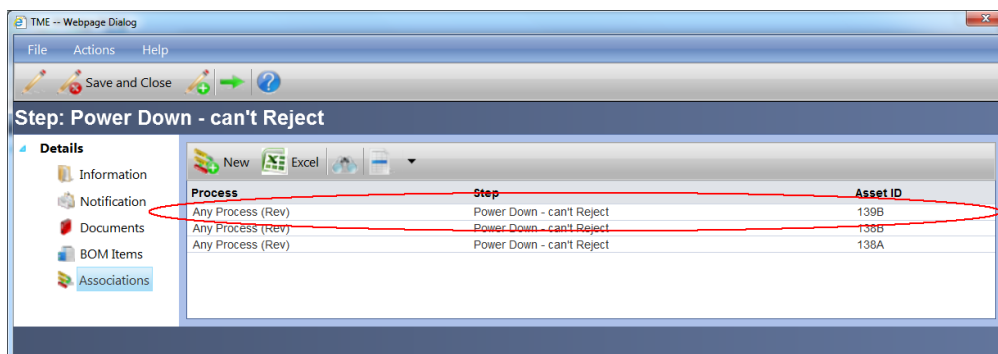 TME -- Webpage Dialog
x
File Actions Help
Save and Close ?
Step: Power Down - can't Reject
Details
Information
Notification
Documents
BOM Items
Associations
New Excel
Process Step Asset ID
Any Process (Rev) Power Down - can't Reject 139B
Any Process (Rev) Power Down - can't Reject 138B
Any Process (Rev) Power Down - can't Reject 138A